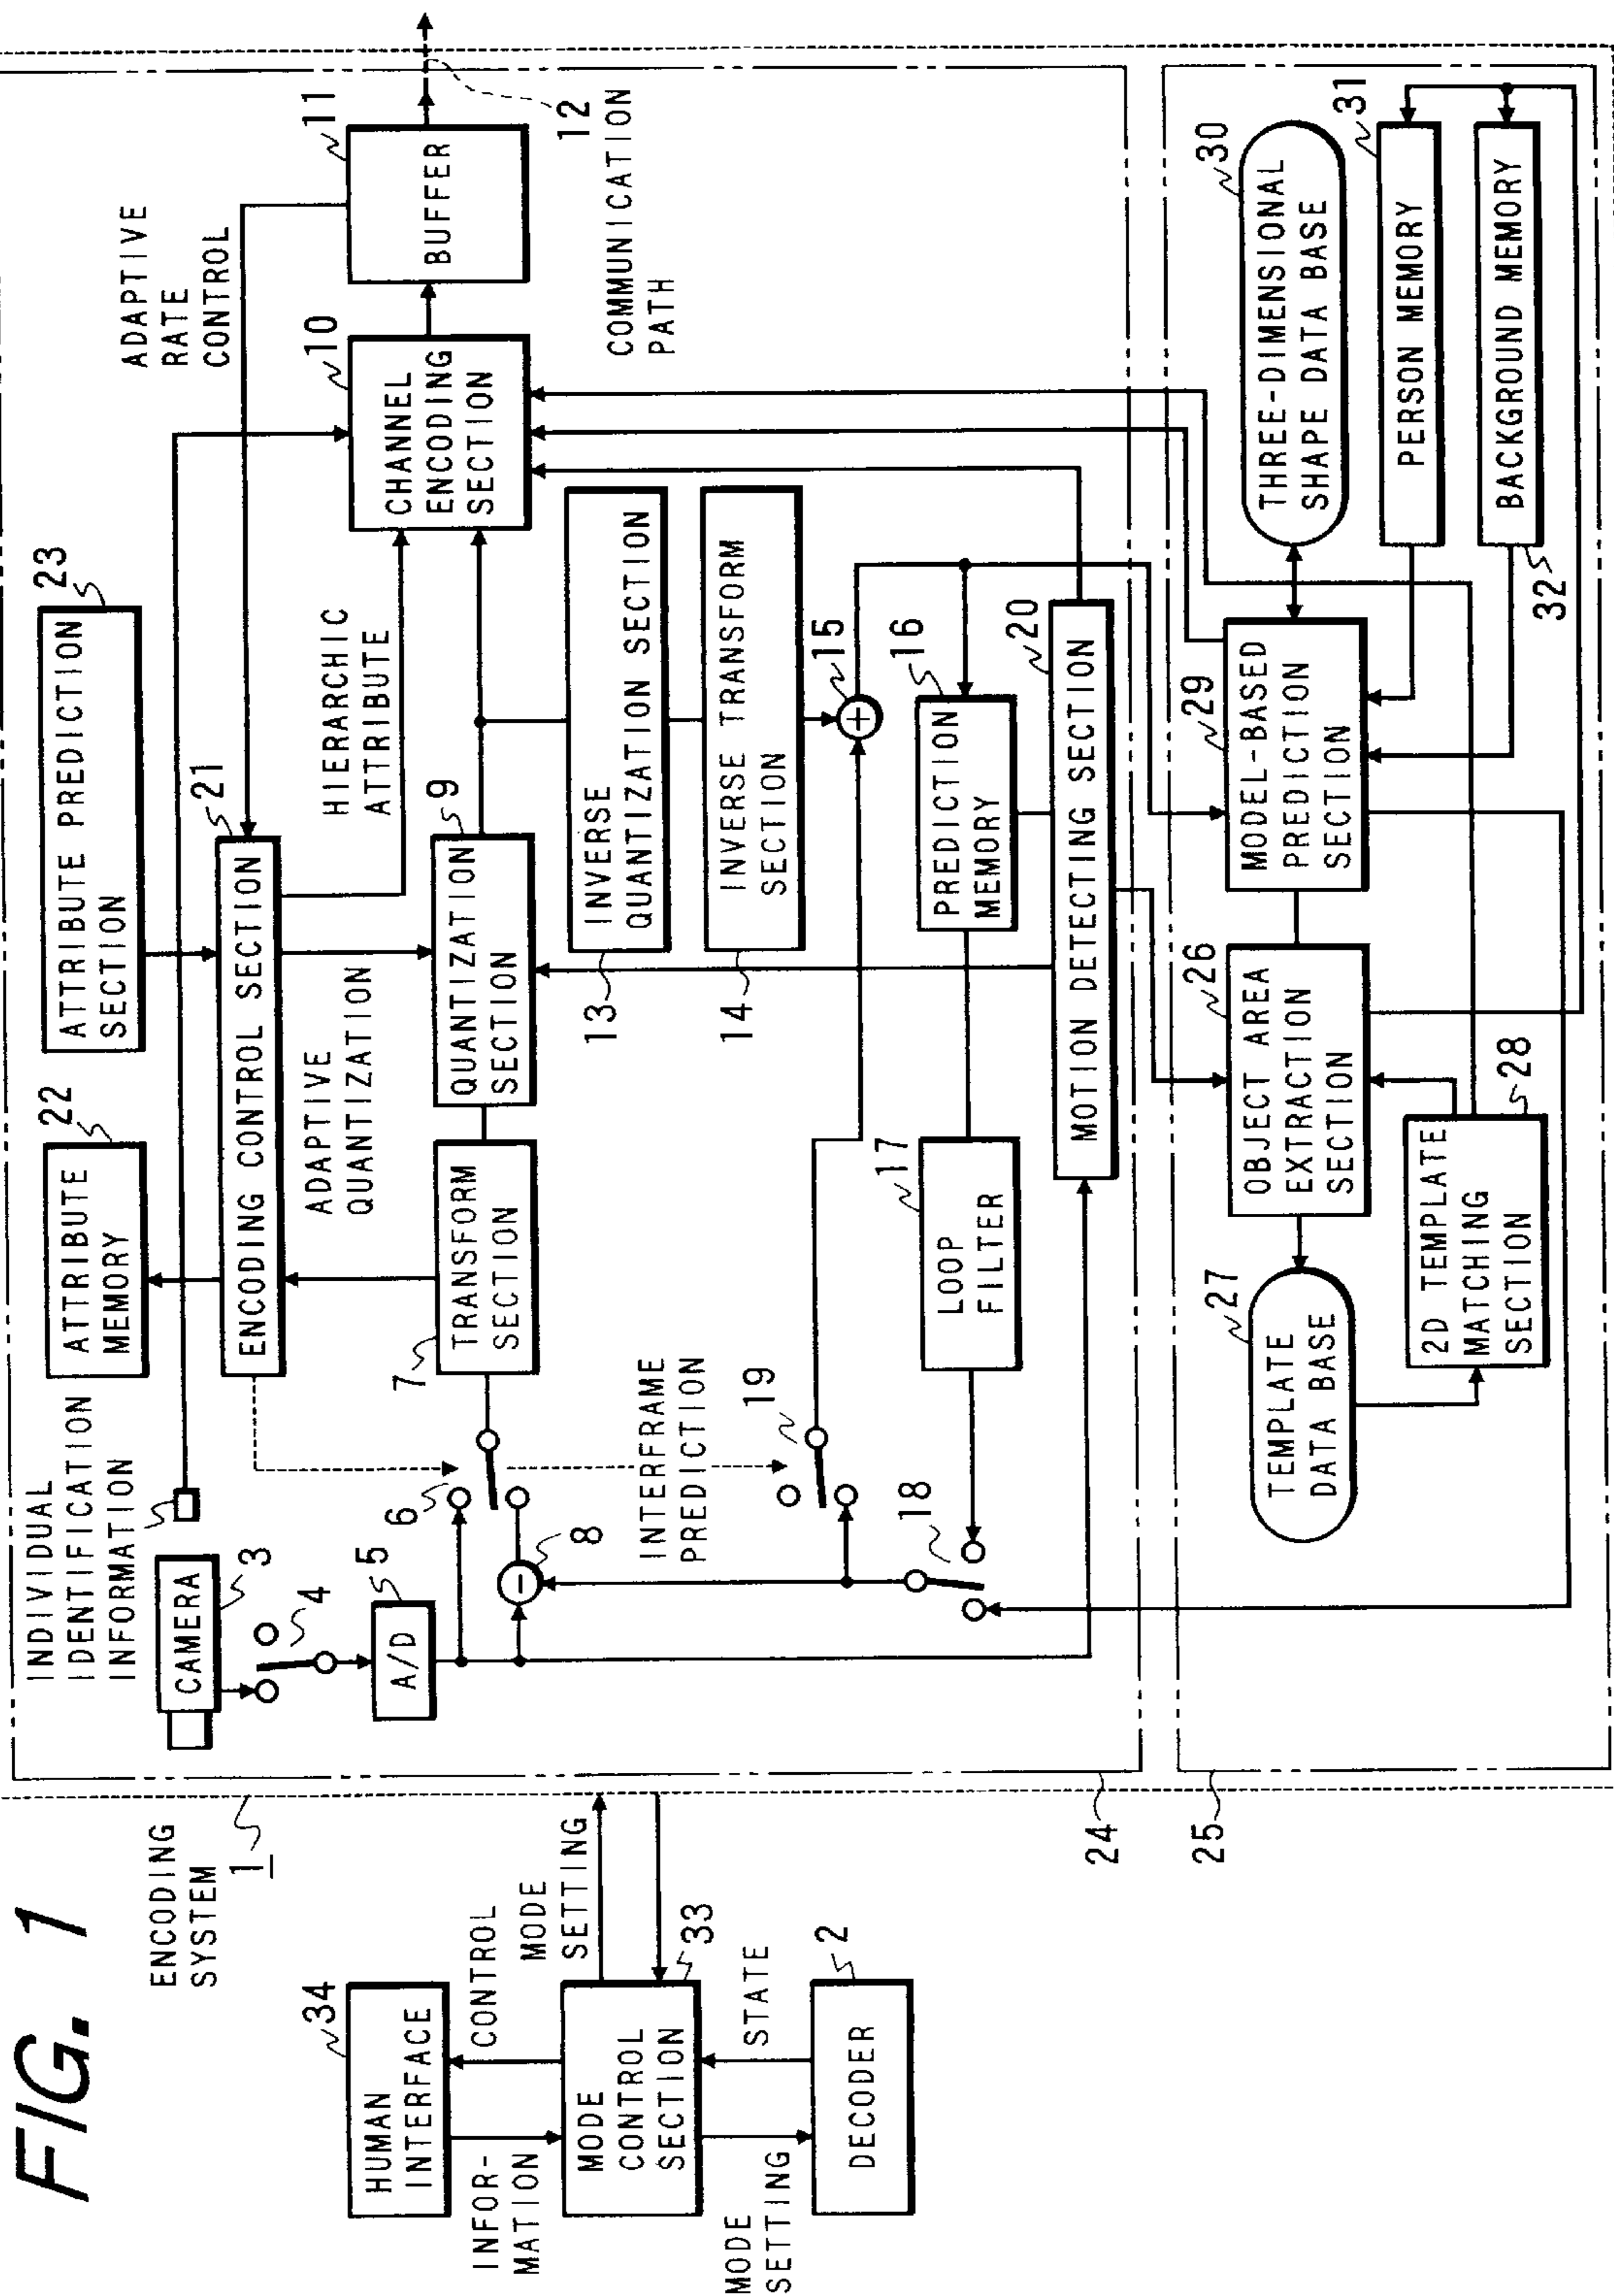 FIG. 1
ENCODING
SYSTEM
1
34
HUMAN
INTERFACE
CONTROL
INFOR-
MATION
MODE
SETTING
MODE
CONTROL
SECTION
33
STATE
MODE
SETTING
2
DECODER
24
25
INDIVIDUAL
IDENTIFICATION
INFORMATION
CAMERA
3
4
5
A/D
6
8
22
ATTRIBUTE
MEMORY
23
ATTRIBUTE PREDICTION
SECTION
21
ENCODING CONTROL SECTION
ADAPTIVE
RATE
CONTROL
ADAPTIVE
QUANTIZATION
HIERARCHIC
ATTRIBUTE
7
TRANSFORM
SECTION
9
QUANTIZATION
SECTION
10
CHANNEL
ENCODING
SECTION
11
BUFFER
12
COMMUNICATION
PATH
13
INVERSE
QUANTIZATION SECTION
14
INVERSE TRANSFORM
SECTION
INTERFRAME
PREDICTION
19
15
18
17
LOOP
FILTER
16
PREDICTION
MEMORY
20
MOTION DETECTING SECTION
27
TEMPLATE
DATA BASE
26
OBJECT AREA
EXTRACTION
SECTION
29
MODEL-BASED
PREDICTION
SECTION
30
THREE-DIMENSIONAL
SHAPE DATA BASE
31
PERSON MEMORY
BACKGROUND MEMORY
32
2D TEMPLATE
MATCHING
SECTION
28